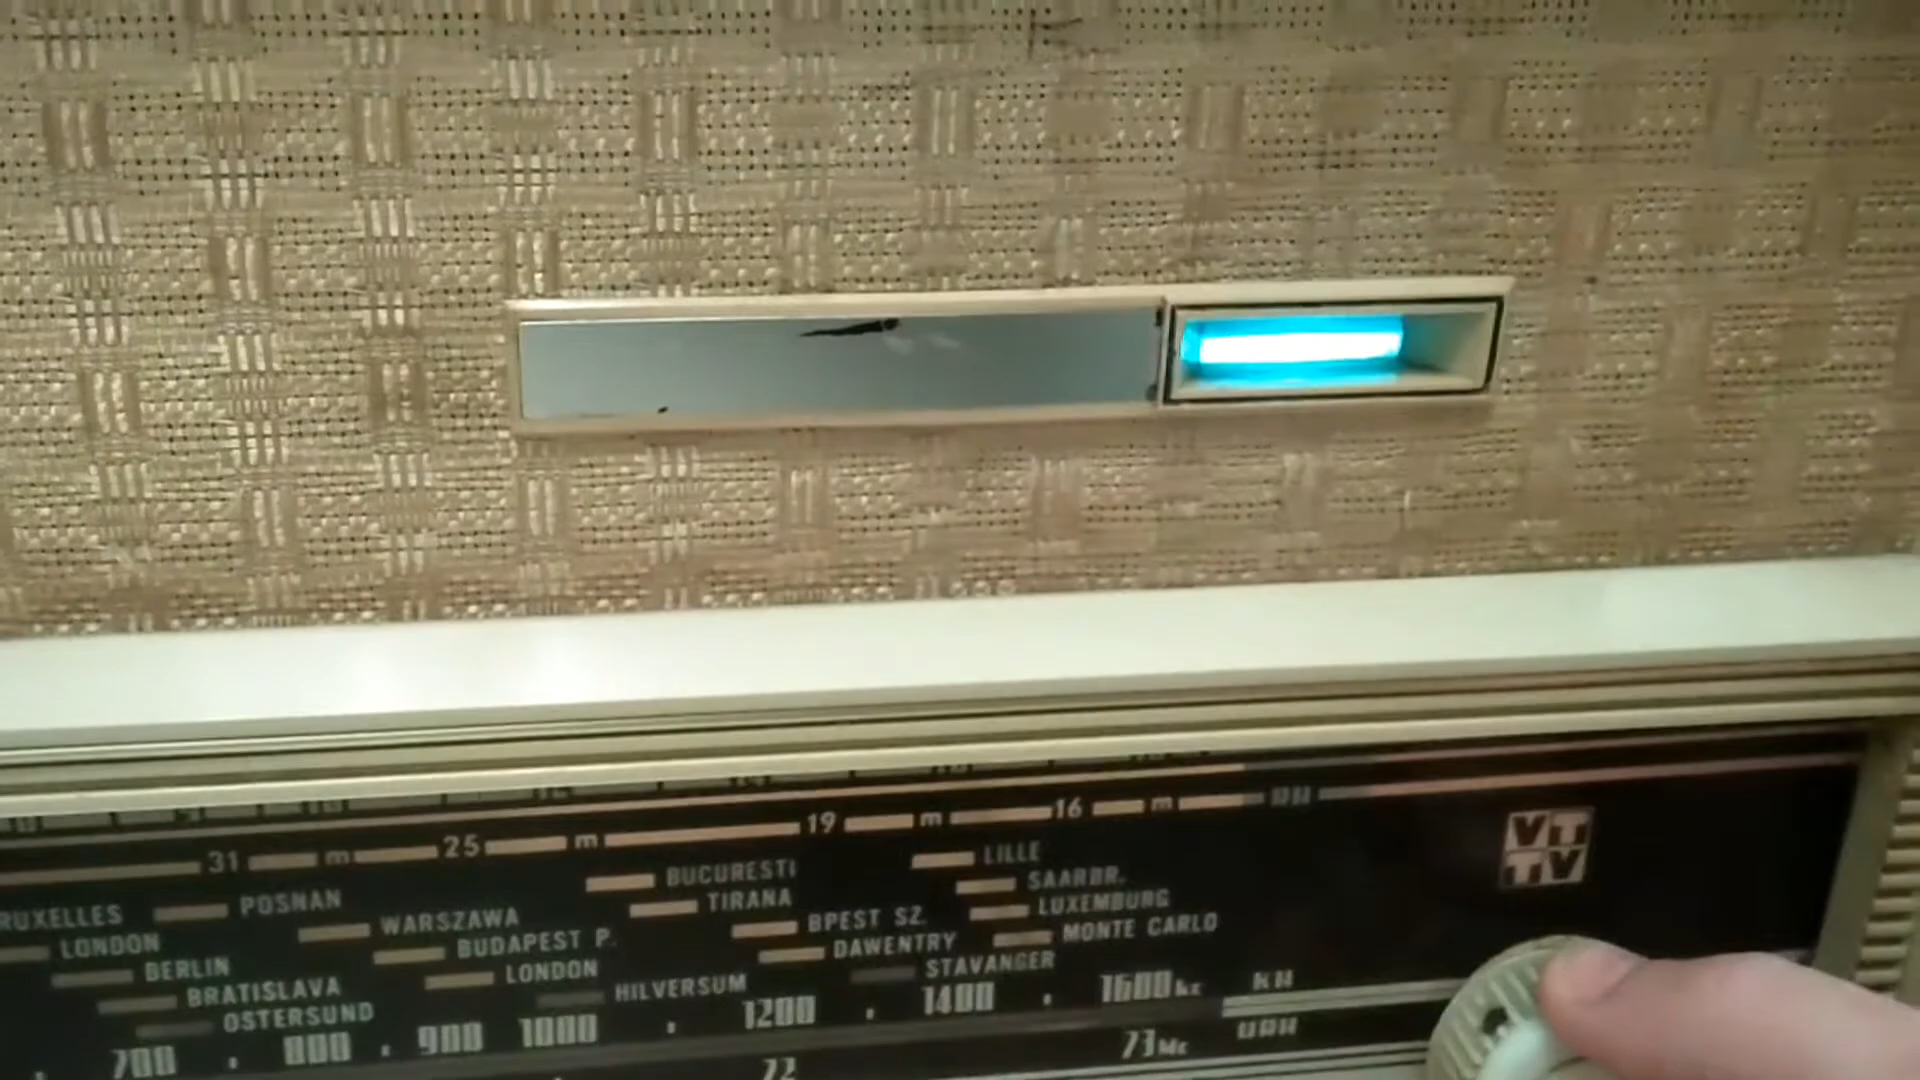 31 m 25 m 19 m 16 m
BUCURESTI LILLE
POSNAN TIRANA SAARBR.
RUXELLES WARSZAWA BPEST SZ. LUXEMBURG
LONDON BUDAPEST P. DAWENTRY MONTE CARLO
BERLIN LONDON STAVANGER
BRATISLAVA HILVERSUM
OSTERSUND
700 . 800 . 900 1000 . 1200 . 1400 . 1600 kc
72 73 Mc
VT
TV